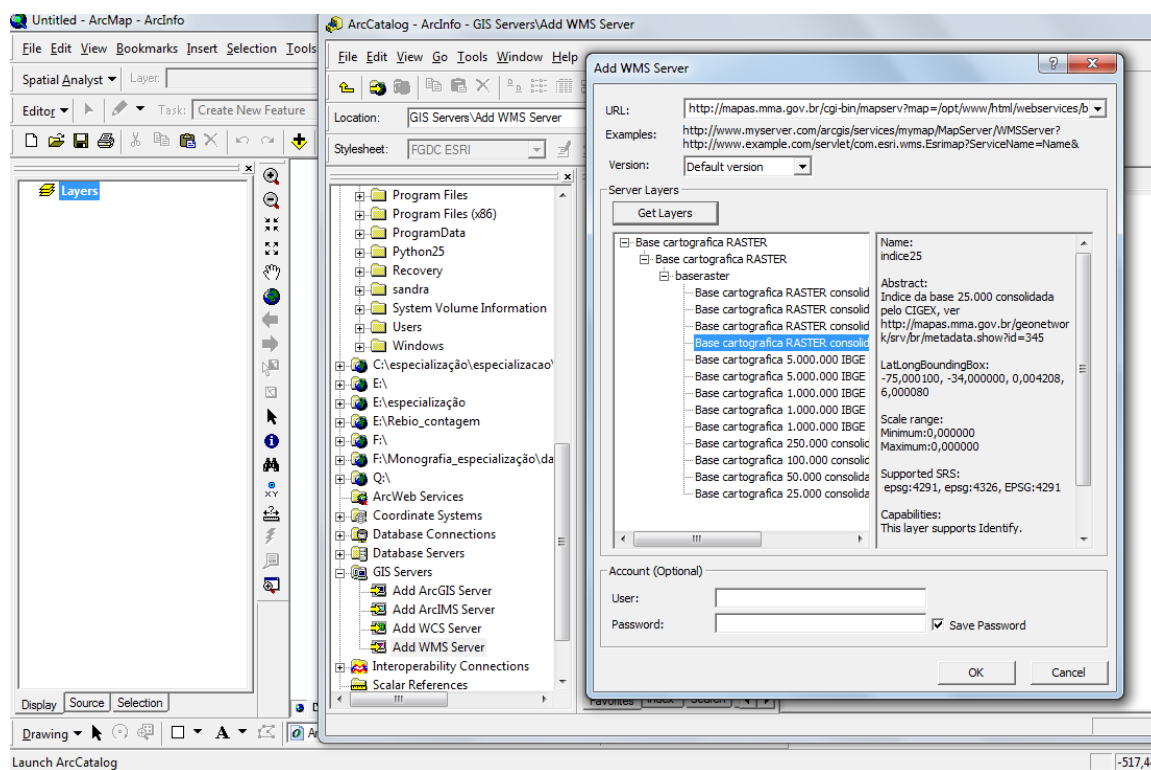 Untitled - ArcMap - ArcInfo
File Edit View Bookmarks Insert Selection Tools
Spatial Analyst Layer:
Editor Task: Create New Feature
Layers
Display Source Selection
Drawing A
Launch ArcCatalog
ArcCatalog - ArcInfo - GIS Servers\Add WMS Server
File Edit View Go Tools Window Help
Location: GIS Servers\Add WMS Server
Stylesheet: FGDC ESRI
Program Files
Program Files (x86)
ProgramData
Python25
Recovery
sandra
System Volume Information
Users
Windows
C:\especialização\especializacao\
E:\
E:\especialização
E:\Rebio_contagem
F:\
F:\Monografia_especialização\da
Q:\
ArcWeb Services
Coordinate Systems
Database Connections
Database Servers
GIS Servers
Add ArcGIS Server
Add ArcIMS Server
Add WCS Server
Add WMS Server
Interoperability Connections
Scalar References
Favorites Index Search
Add WMS Server
URL: http://mapas.mma.gov.br/cgi-bin/mapserv?map=/opt/www/html/webservices/b
Examples: http://www.myserver.com/arcgis/services/mymap/MapServer/WMSServer?
http://www.example.com/servlet/com.esri.wms.Esrimap?ServiceName=Name&
Version: Default version
Server Layers
Get Layers
Base cartografica RASTER
Base cartografica RASTER
baseraster
Base cartografica RASTER consolid
Base cartografica RASTER consolid
Base cartografica RASTER consolid
Base cartografica RASTER consolid
Base cartografica 5.000.000 IBGE
Base cartografica 5.000.000 IBGE
Base cartografica 1.000.000 IBGE
Base cartografica 1.000.000 IBGE
Base cartografica 1.000.000 IBGE
Base cartografica 250.000 consolic
Base cartografica 100.000 consolic
Base cartografica 50.000 consolida
Base cartografica 25.000 consolida
Name:
indice25
Abstract:
Indice da base 25.000 consolidada
pelo CIGEX, ver
http://mapas.mma.gov.br/geonetwor
k/srv/br/metadata.show?id=345
LatLongBoundingBox:
-75,000100, -34,000000, 0,004208,
6,000080
Scale range:
Minimum:0,000000
Maximum:0,000000
Supported SRS:
epsg:4291, epsg:4326, EPSG:4291
Capabilities:
This layer supports Identify.
Account (Optional)
User:
Password:
Save Password
OK Cancel
-517,4